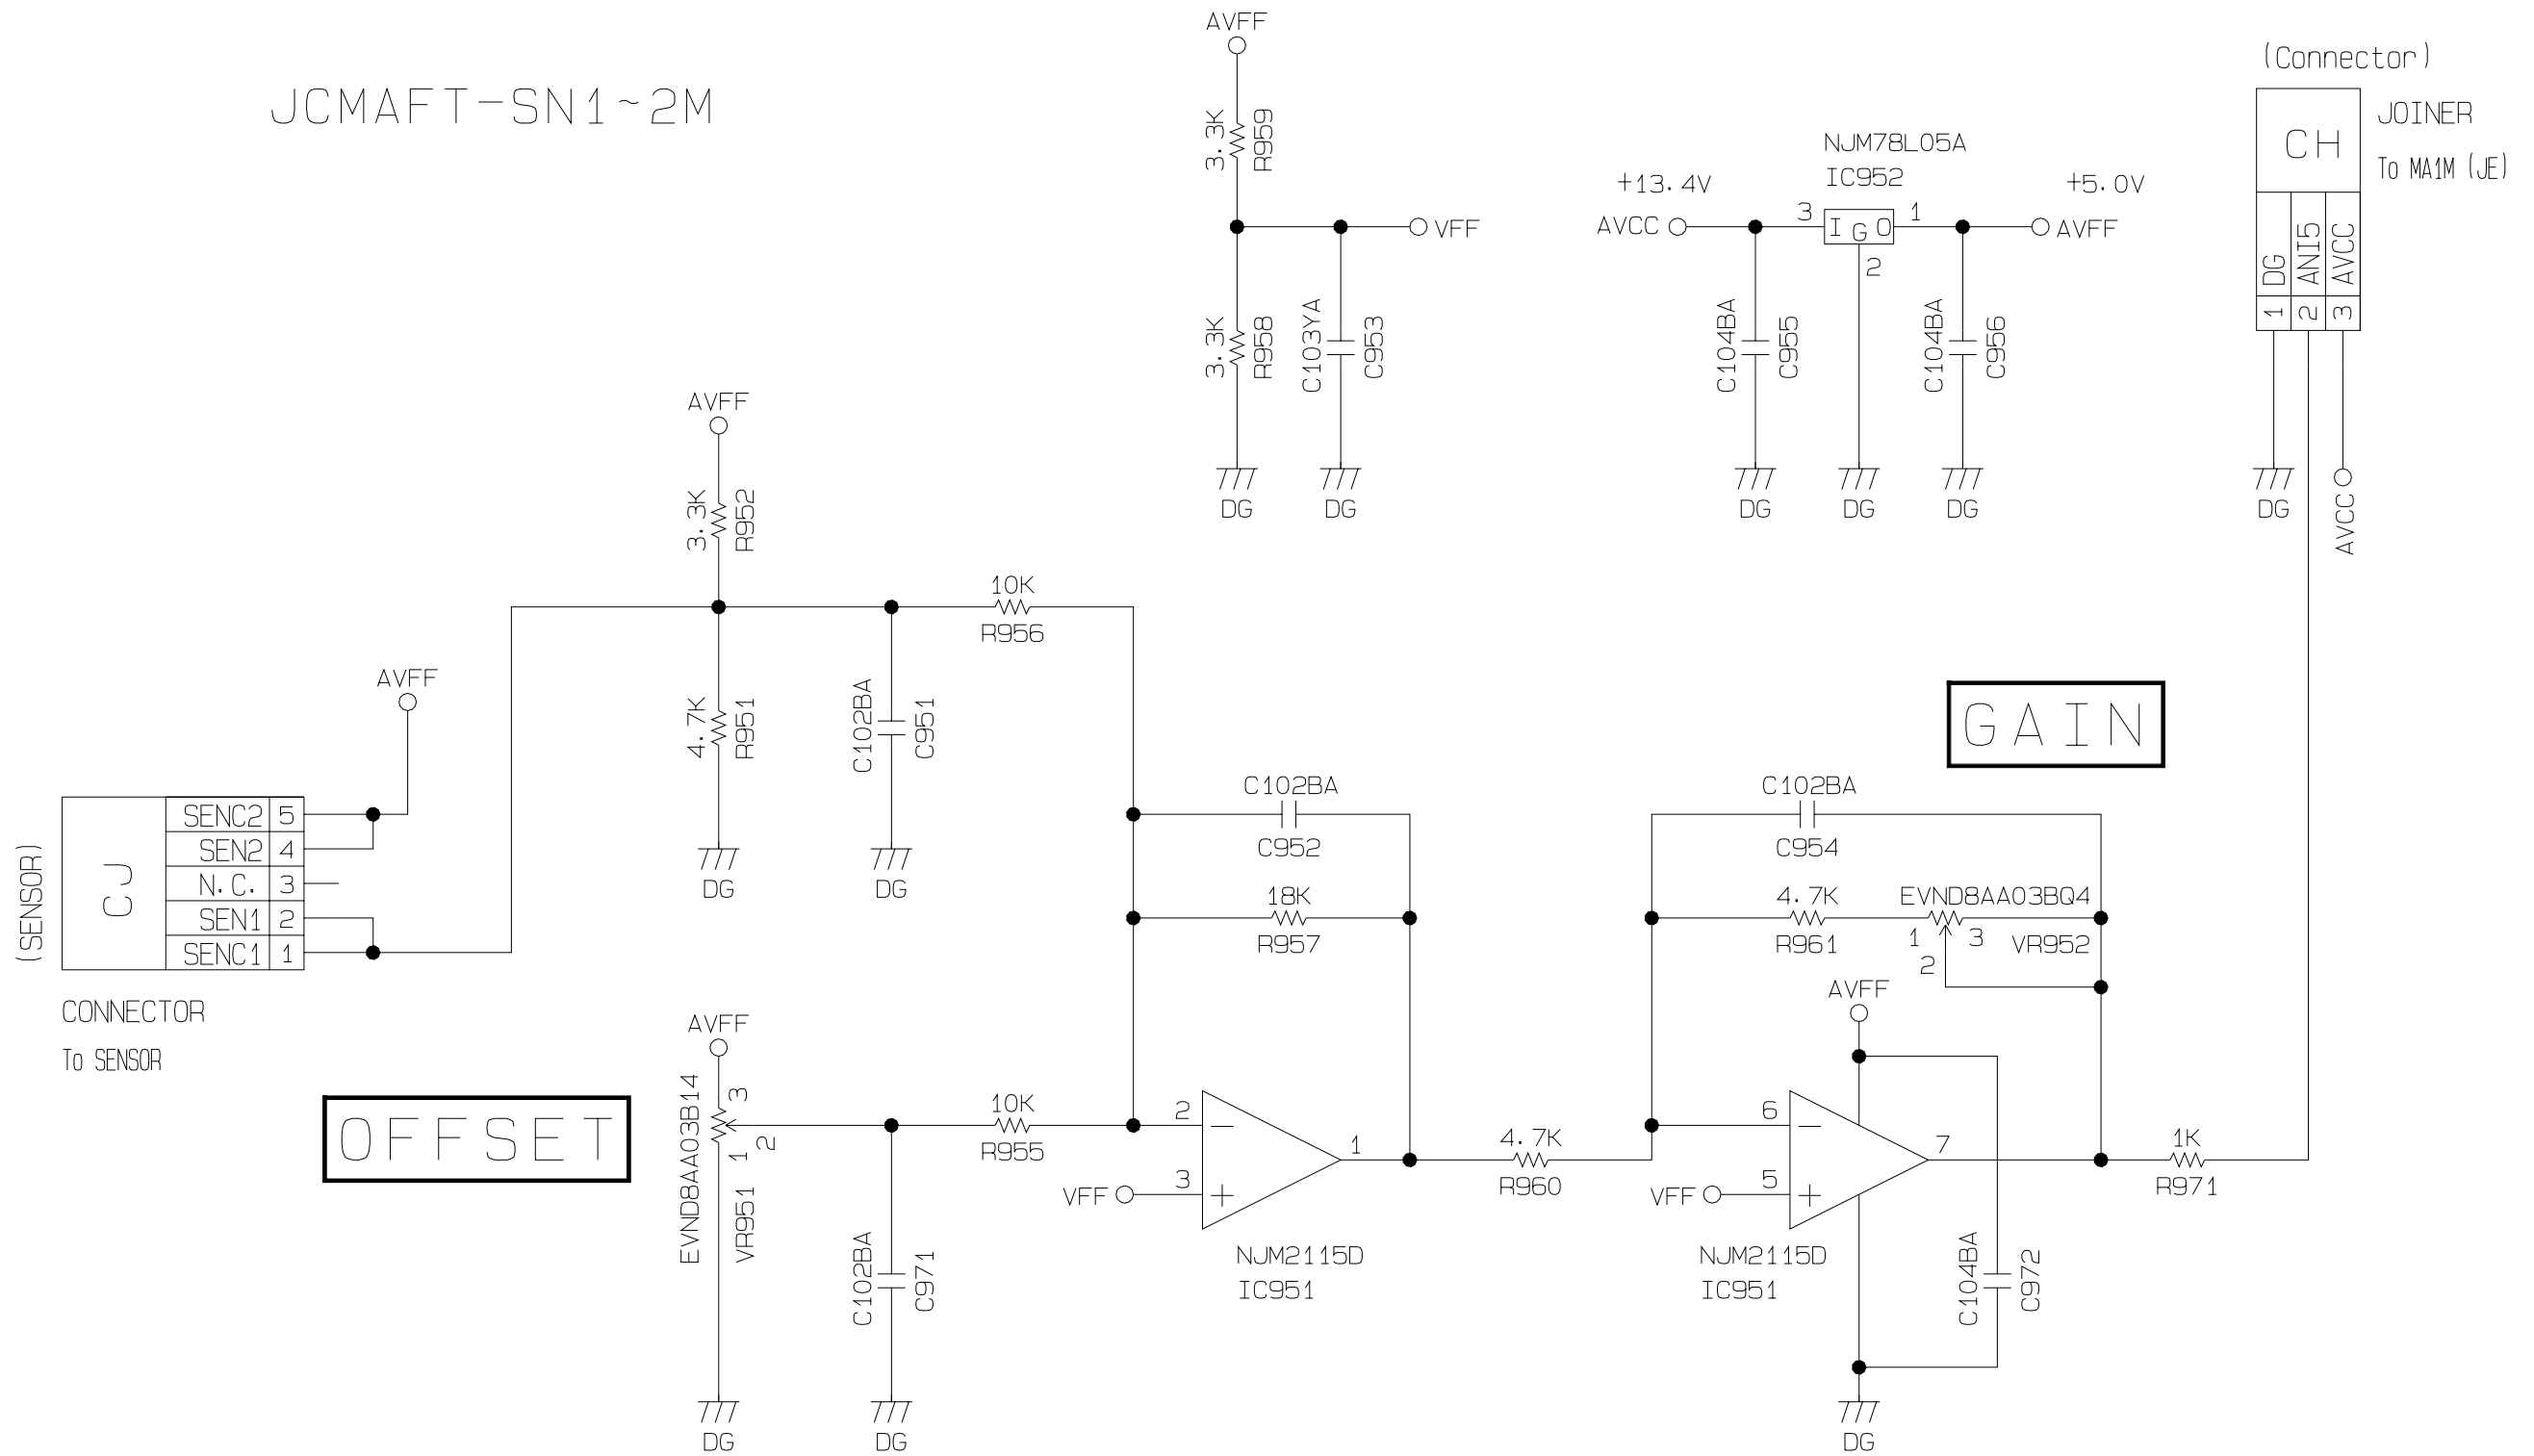 JCMAFT-SN1~2M
AVFF
3.3K
R959
VFF
3.3K
R958
C103YA
C953
DG
DG
NJM78L05A
IC952
+13.4V
+5.0V
AVCC
3
I G O
1
AVFF
2
C104BA
C955
C104BA
C956
DG
DG
DG
(Connector)
CH
JOINER
To MA1M (JE)
DG
ANI5
AVCC
1
2
3
DG
AVCC
AVFF
3.3K
R952
10K
R956
4.7K
R951
C102BA
C951
DG
DG
AVFF
(SENSOR)
CJ
SENC2 5
SEN2 4
N.C. 3
SEN1 2
SENC1 1
CONNECTOR
To SENSOR
OFFSET
AVFF
EVND8AA03B14
VR951
3
1
2
10K
R955
C102BA
C971
DG
DG
C102BA
C952
18K
R957
2
-
3
+
1
VFF
NJM2115D
IC951
4.7K
R960
GAIN
C102BA
C954
4.7K
R961
EVND8AA03BQ4
1
3
2
VR952
AVFF
6
-
5
+
7
VFF
NJM2115D
IC951
C104BA
C972
DG
1K
R971